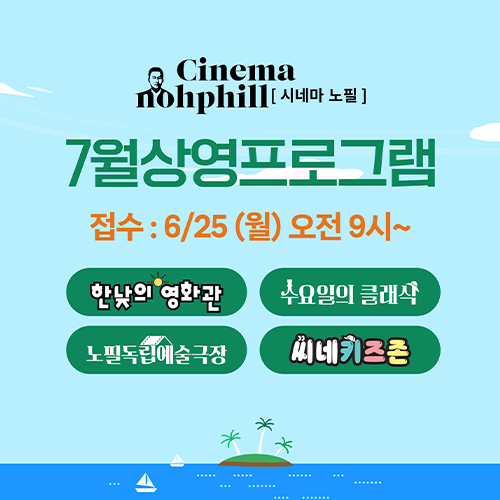 Cinema
nohphill [ 시네마 노필 ]
7월상영프로그램
접수 : 6/25 (월) 오전 9시~
한낮의 영화관
수요일의 클래식
노필독립예술극장
씨네키즈존